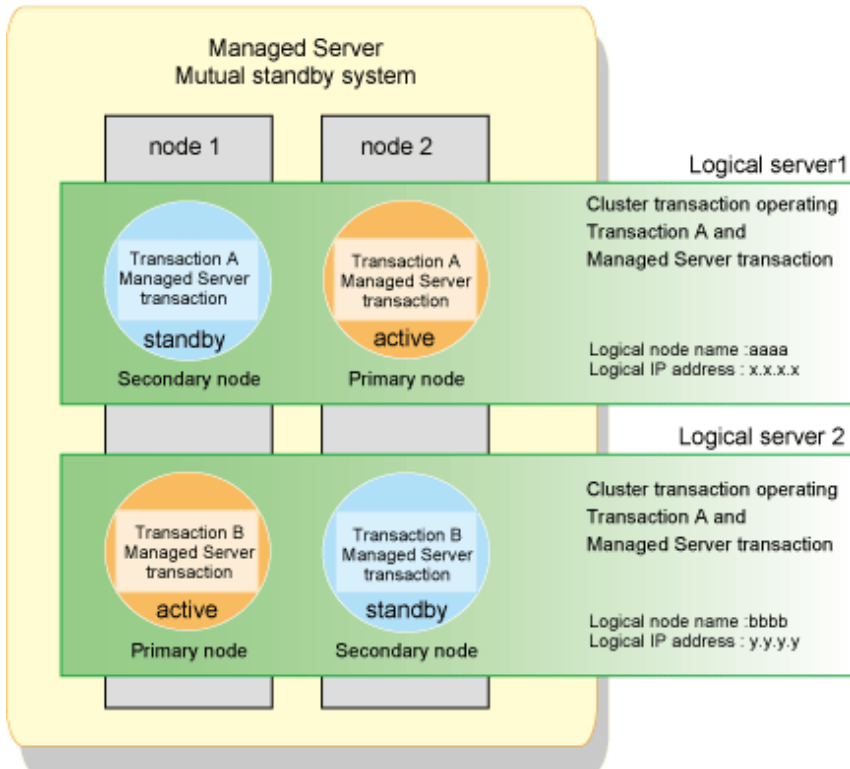 Managed Server
Mutual standby system
node 1
node 2
Logical server1
Transaction A
Managed Server
transaction
standby
Secondary node
Transaction A
Managed Server
transaction
active
Primary node
Cluster transaction operating
Transaction A and
Managed Server transaction
Logical node name :aaaa
Logical IP address : x.x.x.x
Logical server 2
Transaction B
Managed Server
transaction
active
Primary node
Transaction B
Managed Server
transaction
standby
Secondary node
Cluster transaction operating
Transaction A and
Managed Server transaction
Logical node name :bbbb
Logical IP address : y.y.y.y